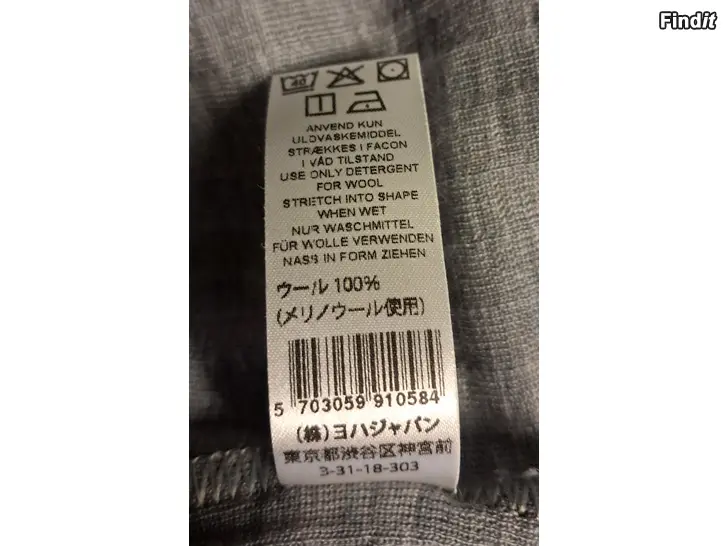 Findit
40
ANVEND KUN
ULDVASKEMIDDEL
STRÆKKES I FACON
I VÅD TILSTAND
USE ONLY DETERGENT
FOR WOOL
STRETCH INTO SHAPE
WHEN WET
NUR WASCHMITTEL
FÜR WOLLE VERWENDEN
NASS IN FORM ZIEHEN
ウール 100%
(メリノウール使用)
5 703059 910584
(株)ヨハジャパン
東京都渋谷区神宮前
3-31-18-303